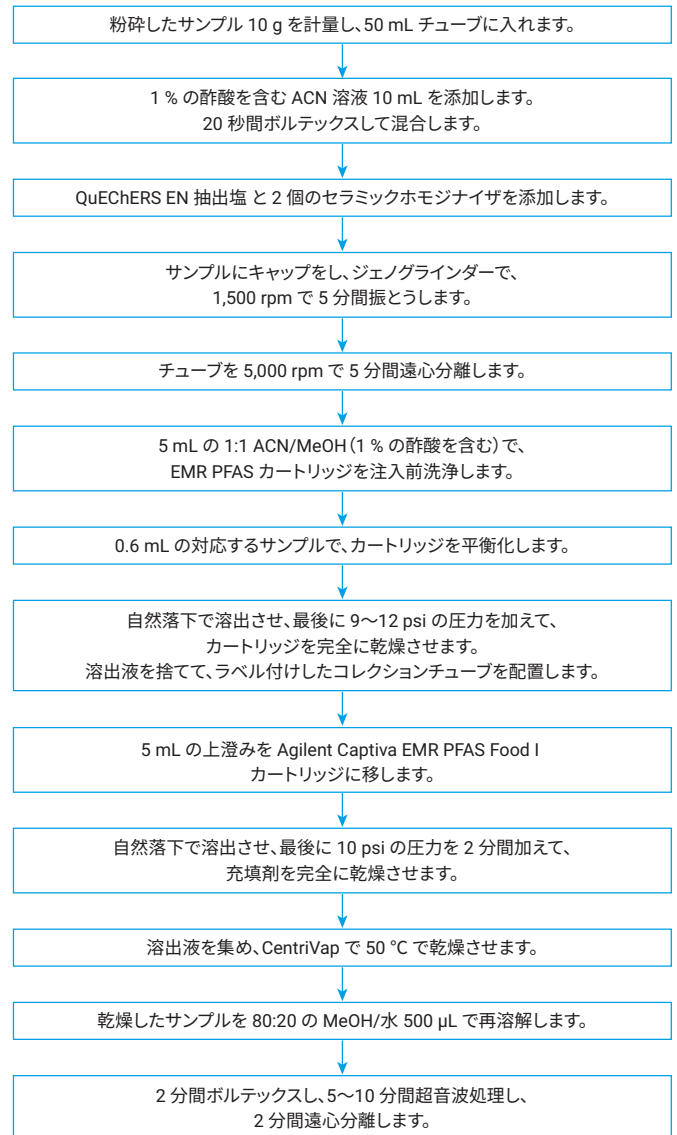 粉砕したサンプル 10 g を計量し、50 mL チューブに入れます。
1 % の酢酸を含む ACN 溶液 10 mL を添加します。
20 秒間ボルテックスして混合します。
QuEChERS EN 抽出塩 と 2 個のセラミックホモジナイザを添加します。
サンプルにキャップをし、ジェノグラインダーで、
1,500 rpm で 5 分間振とうします。
チューブを 5,000 rpm で 5 分間遠心分離します。
5 mL の 1:1 ACN/MeOH（1 % の酢酸を含む）で、
EMR PFAS カートリッジを注入前洗浄します。
0.6 mL の対応するサンプルで、カートリッジを平衡化します。
自然落下で溶出させ、最後に 9～12 psi の圧力を加えて、
カートリッジを完全に乾燥させます。
溶出液を捨てて、ラベル付けしたコレクションチューブを配置します。
5 mL の上澄みを Agilent Captiva EMR PFAS Food I
カートリッジに移します。
自然落下で溶出させ、最後に 10 psi の圧力を 2 分間加えて、
充填剤を完全に乾燥させます。
溶出液を集め、CentriVap で 50 °C で乾燥させます。
乾燥したサンプルを 80:20 の MeOH/水 500 µL で再溶解します。
2 分間ボルテックスし、5～10 分間超音波処理し、
2 分間遠心分離します。